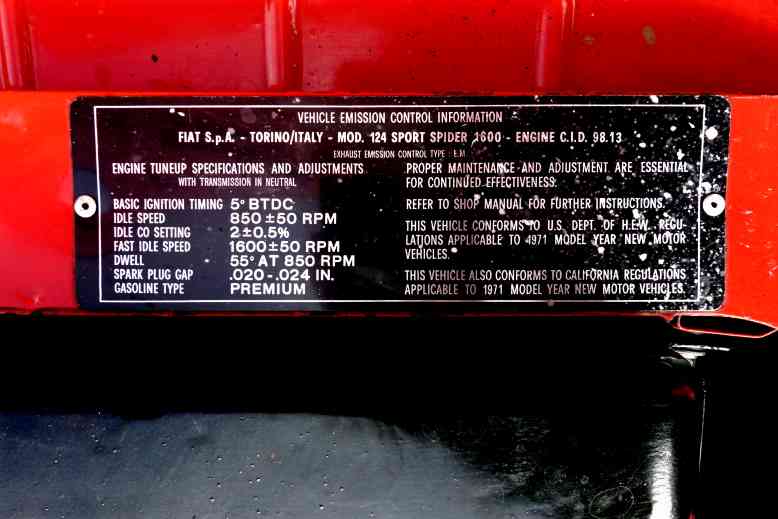 VEHICLE EMISSION CONTROL INFORMATION
FIAT S.p.A. - TORINO/ITALY - MOD. 124 SPORT SPIDER 1600 - ENGINE C.I.D. 98.13
EXHAUST EMISSION CONTROL TYPE: E.M.
ENGINE TUNEUP SPECIFICATIONS AND ADJUSTMENTS
WITH TRANSMISSION IN NEUTRAL
BASIC IGNITION TIMING 5° BTDC
IDLE SPEED 850 ±50 RPM
IDLE CO SETTING 2±0.5%
FAST IDLE SPEED 1600±50 RPM
DWELL 55° AT 850 RPM
SPARK PLUG GAP .020-.024 IN.
GASOLINE TYPE PREMIUM
PROPER MAINTENANCE AND ADJUSTMENT ARE ESSENTIAL
FOR CONTINUED EFFECTIVENESS.
REFER TO SHOP MANUAL FOR FURTHER INSTRUCTIONS.
THIS VEHICLE CONFORMS TO U.S. DEPT. OF H.E.W. REGU-
LATIONS APPLICABLE TO 1971 MODEL YEAR NEW MOTOR
VEHICLES.
THIS VEHICLE ALSO CONFORMS TO CALIFORNIA REGULATIONS
APPLICABLE TO 1971 MODEL YEAR NEW MOTOR VEHICLES.